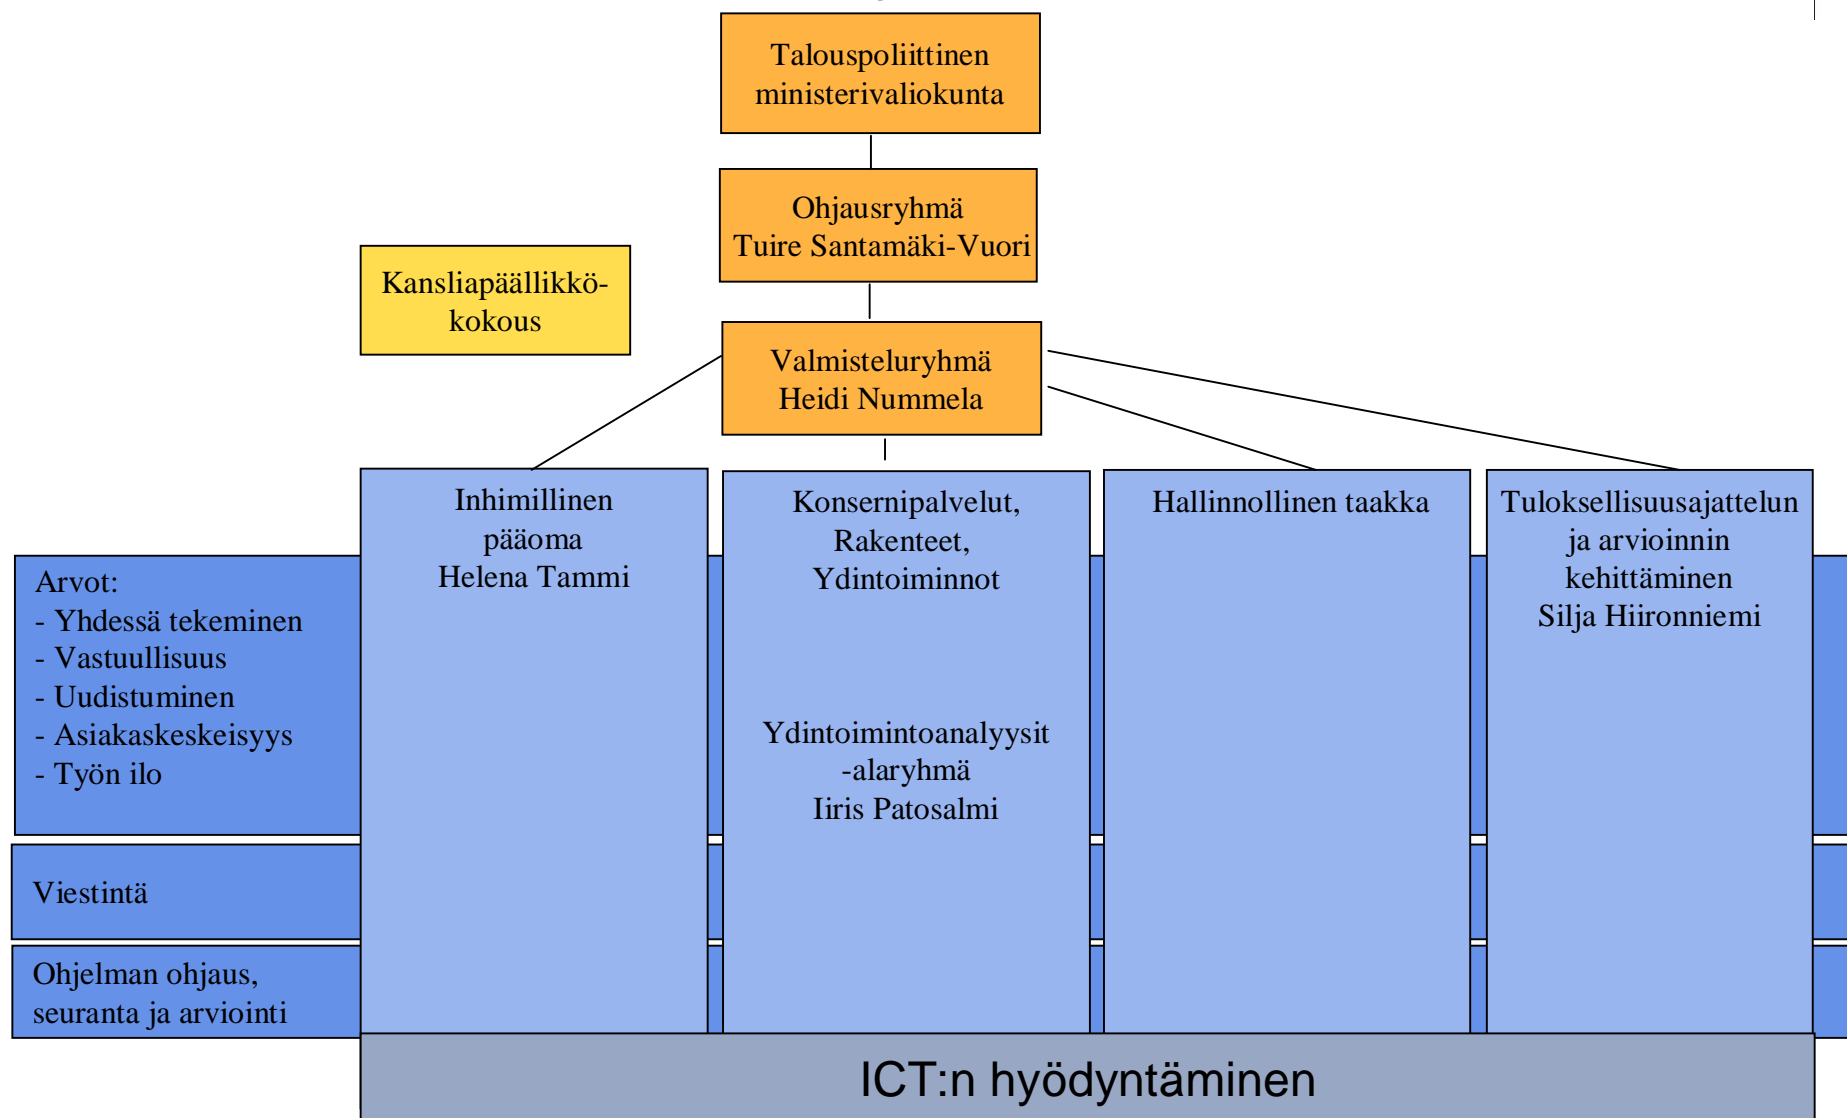 Talouspoliittinen
ministerivaliokunta
Ohjausryhmä
Tuire Santamäki-Vuori
Kansliapäällikkö-
kokous
Valmisteluryhmä
Heidi Nummela
Inhimillinen
pääoma
Helena Tammi
Konsernipalvelut,
Rakenteet,
Ydintoiminnot
Ydintoimintoanalyysit
-alaryhmä
Iiris Patosalmi
Hallinnollinen taakka
Tuloksellisuusajattelun
ja arvioinnin
kehittäminen
Silja Hiironniemi
Arvot:
- Yhdessä tekeminen
- Vastuullisuus
- Uudistuminen
- Asiakaskeskeisyys
- Työn ilo
Viestintä
Ohjelman ohjaus,
seuranta ja arviointi
ICT:n hyödyntäminen